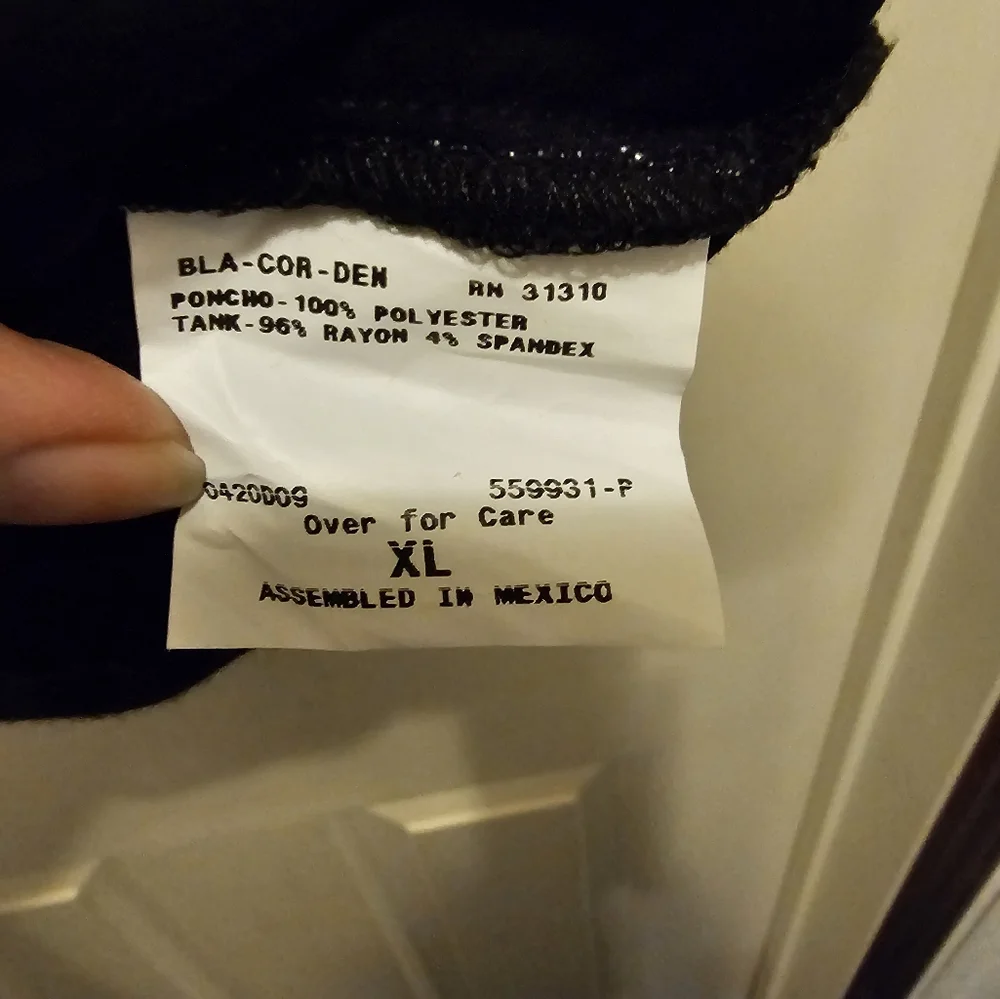 BLA-COR-DEN RN 31310
PONCHO-100% POLYESTER
TANK-96% RAYON 4% SPANDEX
0420D09 559931-P
Over for Care
XL
ASSEMBLED IN MEXICO